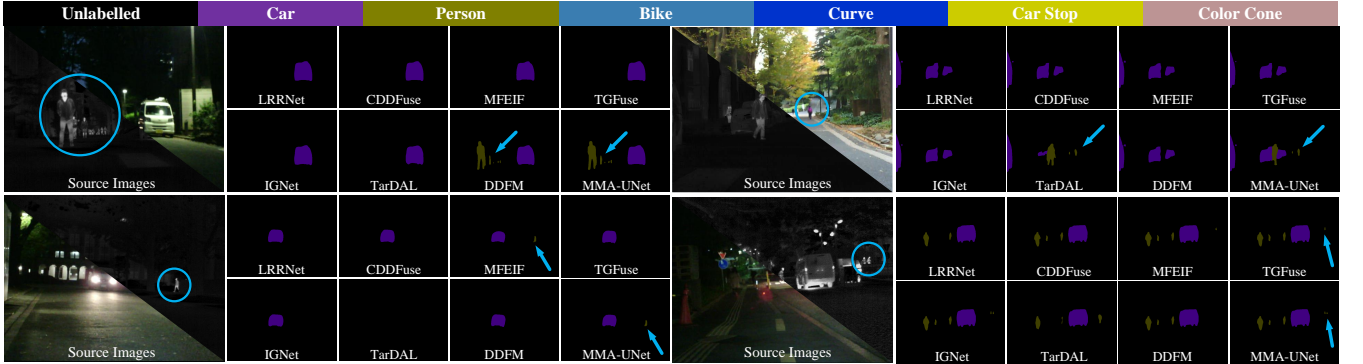 Unlabelled Car Person Bike Curve Car Stop Color Cone
LRRNet CDDFuse MFEIF TGFuse
Source Images IGNet TarDAL DDFM MMA-UNet
LRRNet CDDFuse MFEIF TGFuse
Source Images IGNet TarDAL DDFM MMA-UNet
LRRNet CDDFuse MFEIF TGFuse
Source Images IGNet TarDAL DDFM MMA-UNet
LRRNet CDDFuse MFEIF TGFuse
Source Images IGNet TarDAL DDFM MMA-UNet